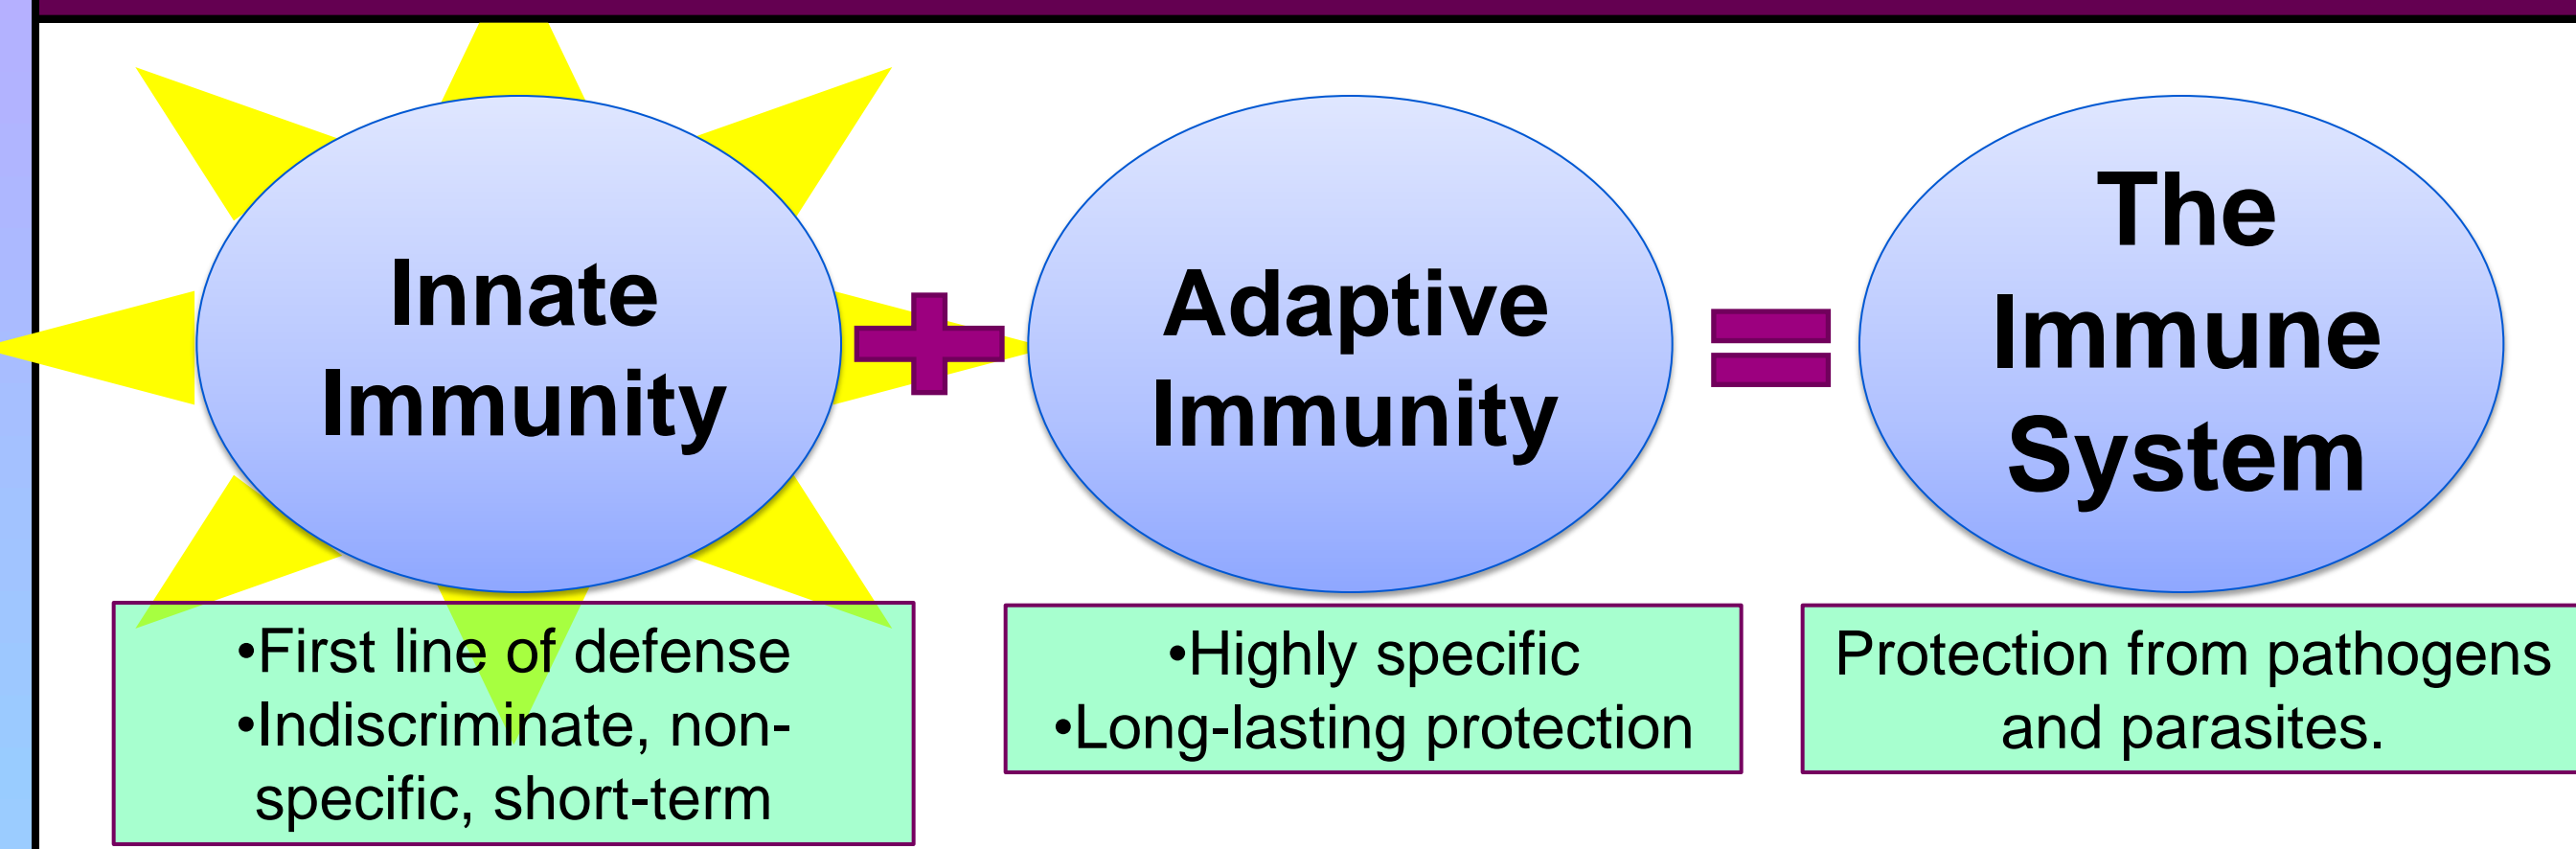 Innate
Immunity
Adaptive
Immunity
The
Immune
System
•First line of defense
•Indiscriminate, non-
specific, short-term
•Highly specific
•Long-lasting protection
Protection from pathogens
and parasites.